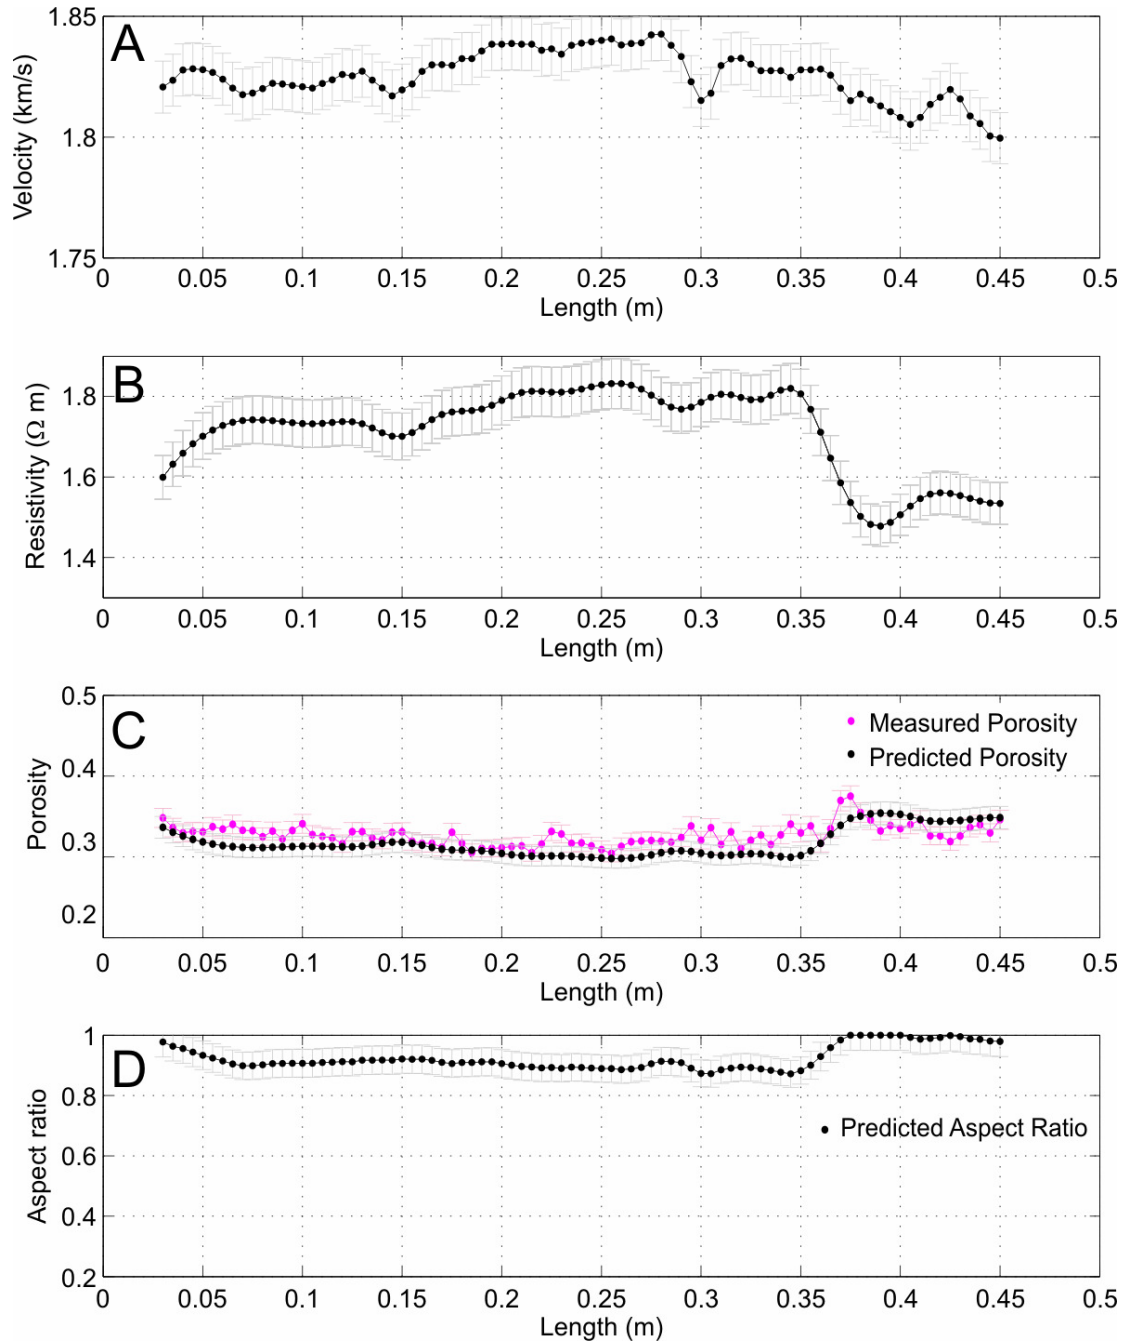 A
Velocity (km/s)
1.85
1.8
1.75
0 0.05 0.1 0.15 0.2 0.25 0.3 0.35 0.4 0.45 0.5
Length (m)
B
Resistivity (Ω m)
1.8
1.6
1.4
0 0.05 0.1 0.15 0.2 0.25 0.3 0.35 0.4 0.45 0.5
Length (m)
C
Porosity
0.5
0.4
0.3
0.2
Measured Porosity
Predicted Porosity
0 0.05 0.1 0.15 0.2 0.25 0.3 0.35 0.4 0.45 0.5
Length (m)
D
Aspect ratio
1
0.8
0.6
0.4
0.2
Predicted Aspect Ratio
0 0.05 0.1 0.15 0.2 0.25 0.3 0.35 0.4 0.45 0.5
Length (m)